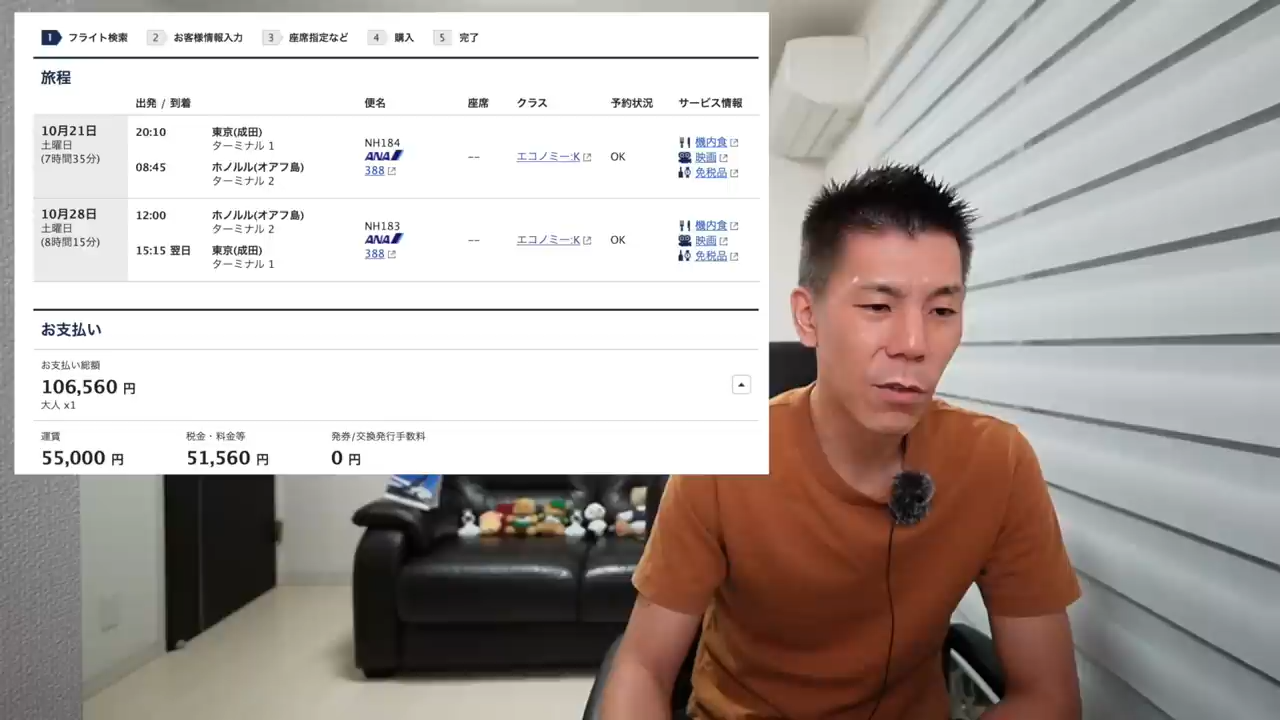 1 フライト検索 2 お客様情報入力 3 座席指定など 4 購入 5 完了
旅程
出発 / 到着 便名 座席 クラス 予約状況 サービス情報
10月21日
土曜日
(7時間35分)
20:10 東京(成田)
ターミナル 1
08:45 ホノルル(オアフ島)
ターミナル 2
NH184
ANA
388
--
エコノミー:K
OK
機内食
映画
免税品
10月28日
土曜日
(8時間15分)
12:00 ホノルル(オアフ島)
ターミナル 2
15:15 翌日 東京(成田)
ターミナル 1
NH183
ANA
388
--
エコノミー:K
OK
機内食
映画
免税品
お支払い
お支払い総額
106,560 円
大人 x1
運賃 税金・料金等 発券/交換発行手数料
55,000 円 51,560 円 0 円